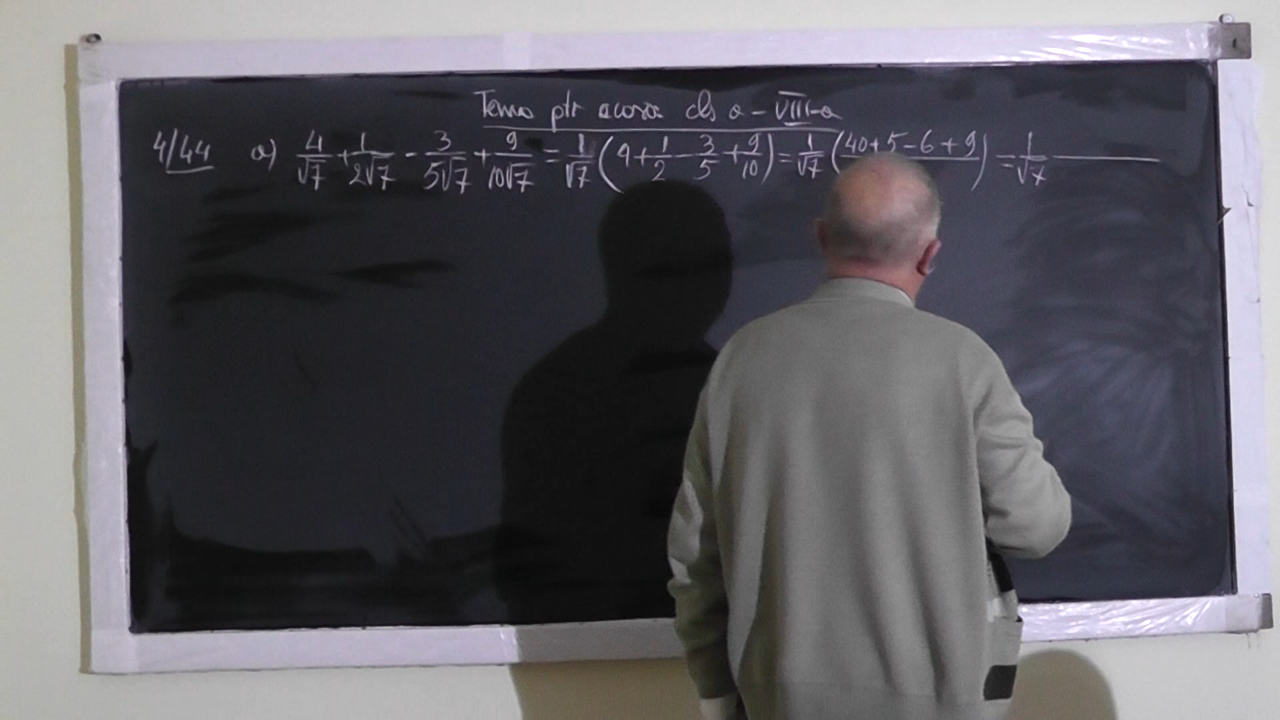 Tema ptr acasa cls a-VIII-a
4/44 a) 4/√7 + 1/2√7 - 3/5√7 + 9/10√7 = 1/√7 (4 + 1/2 - 3/5 + 9/10) = 1/√7 (40+5-6+9) = 1/√7